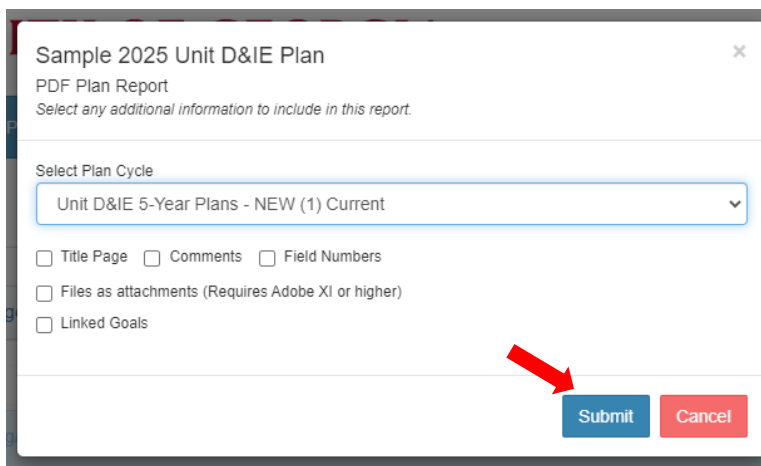 Sample 2025 Unit D&IE Plan
×
PDF Plan Report
Select any additional information to include in this report.
Select Plan Cycle
Unit D&IE 5-Year Plans - NEW (1) Current
Title Page Comments Field Numbers
Files as attachments (Requires Adobe XI or higher)
Linked Goals
Submit Cancel